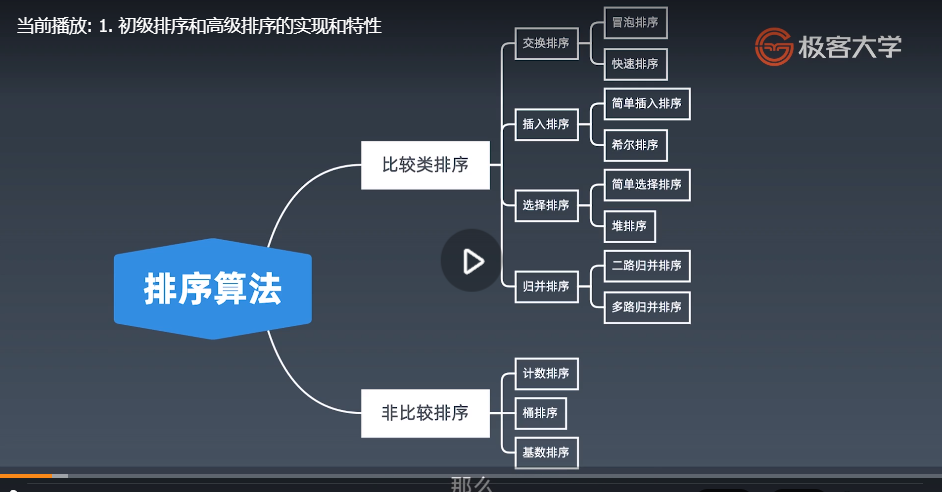 当前播放: 1. 初级排序和高级排序的实现和特性
极客大学
排序算法
比较类排序
交换排序
冒泡排序
快速排序
插入排序
简单插入排序
希尔排序
选择排序
简单选择排序
堆排序
归并排序
二路归并排序
多路归并排序
非比较排序
计数排序
桶排序
基数排序
那么